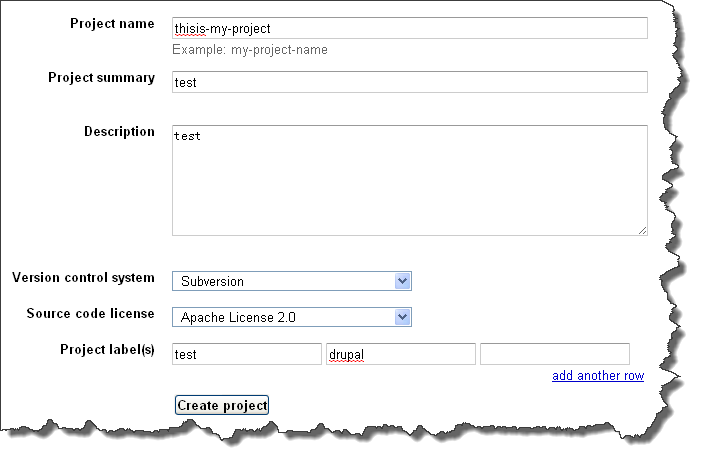 Project name thisis-my-project
Example: my-project-name
Project summary test
Description test
Version control system Subversion
Source code license Apache License 2.0
Project label(s) test drupal
add another row
Create project